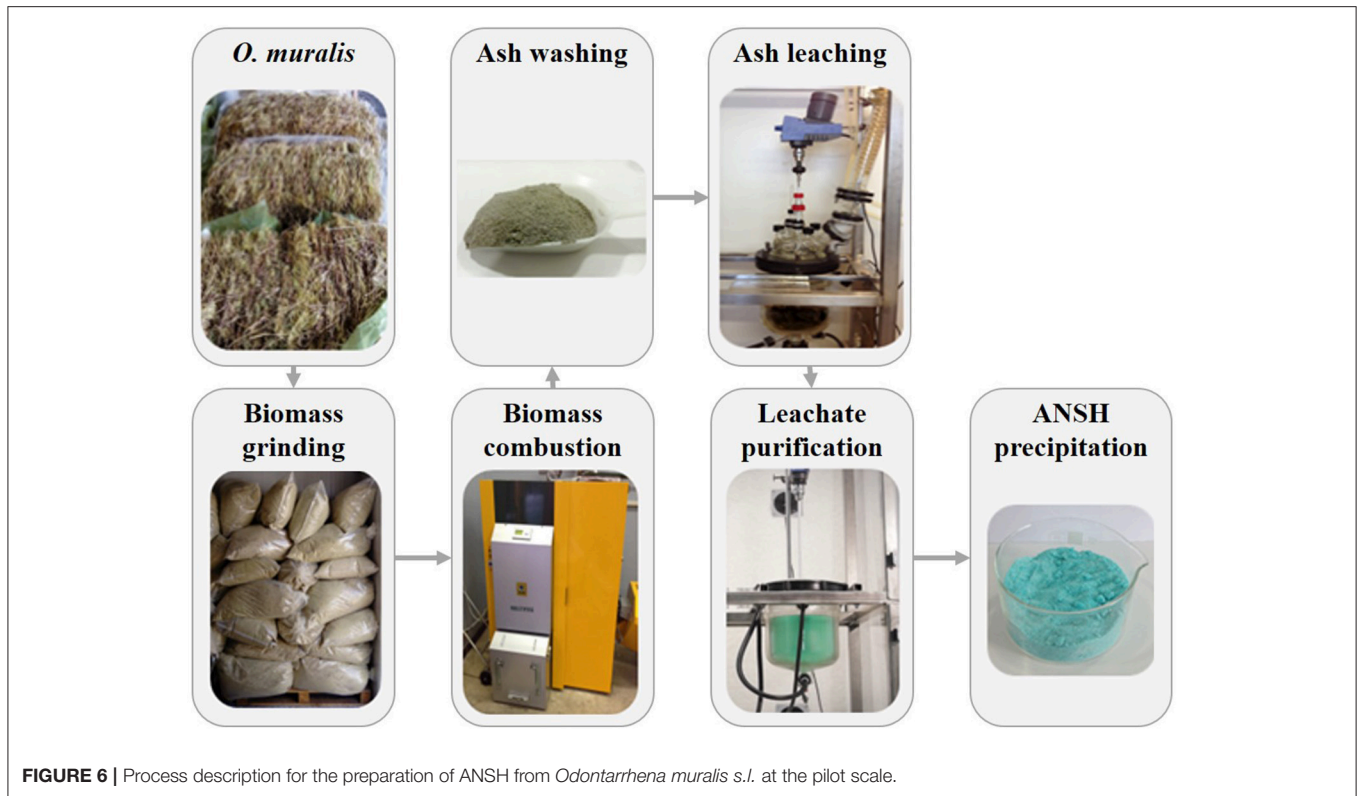 O. muralis
Biomass
grinding
Biomass
combustion
Ash washing
Ash leaching
Leachate
purification
ANSH
precipitation
FIGURE 6 | Process description for the preparation of ANSH from Odontarrhena muralis s.l. at the pilot scale.